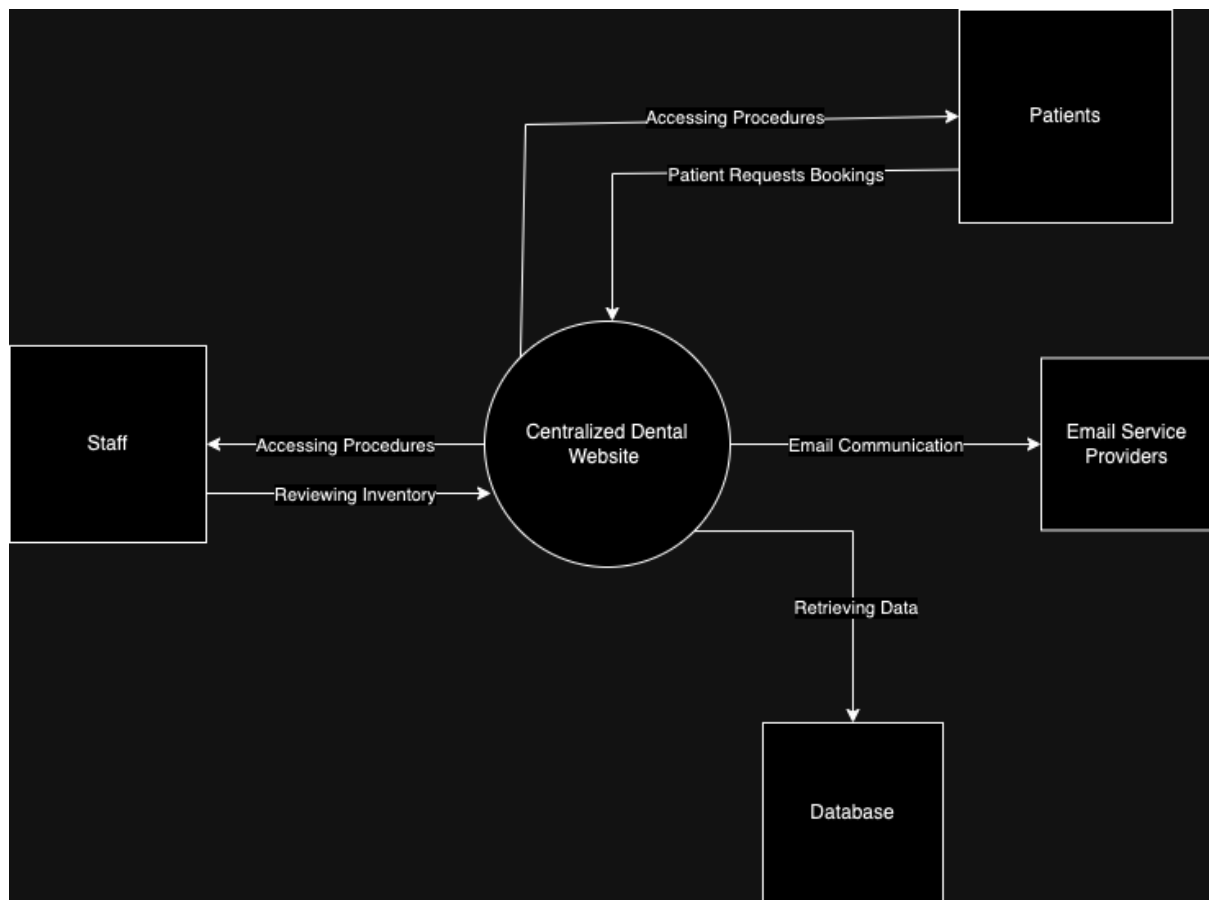 Accessing Procedures
Patients
Patient Requests Bookings
Staff
Accessing Procedures
Reviewing Inventory
Centralized Dental
Website
Email Communication
Email Service
Providers
Retrieving Data
Database